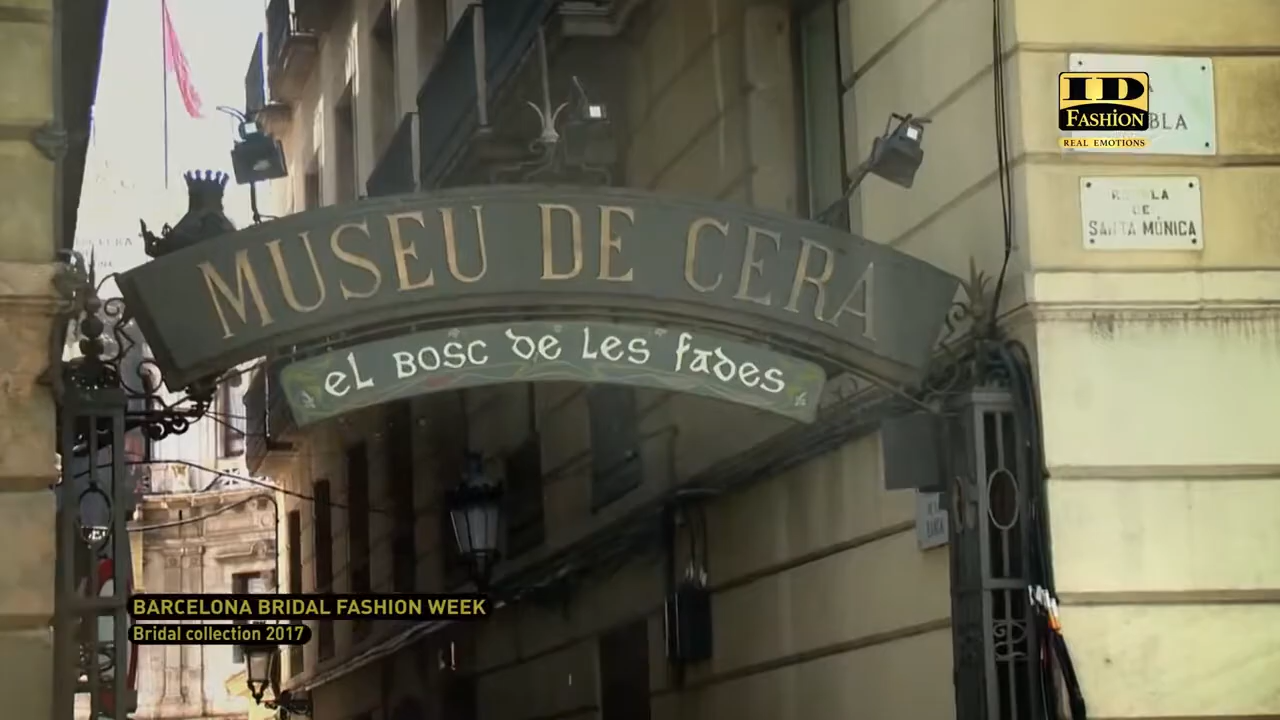 MUSEU DE CERA
eL BOSC de Les fades
ID
FASHION
REAL EMOTIONS
RAMBLA
DE
SANTA MÓNICA
BARCELONA BRIDAL FASHION WEEK
Bridal collection 2017